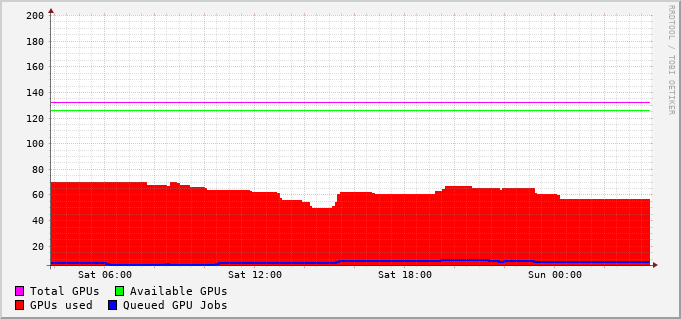 200
180
160
140
120
100
80
60
40
20
Sat 06:00 Sat 12:00 Sat 18:00 Sun 00:00
Total GPUs Available GPUs
GPUs used Queued GPU Jobs
RRDTOOL / TOBI OETIKER